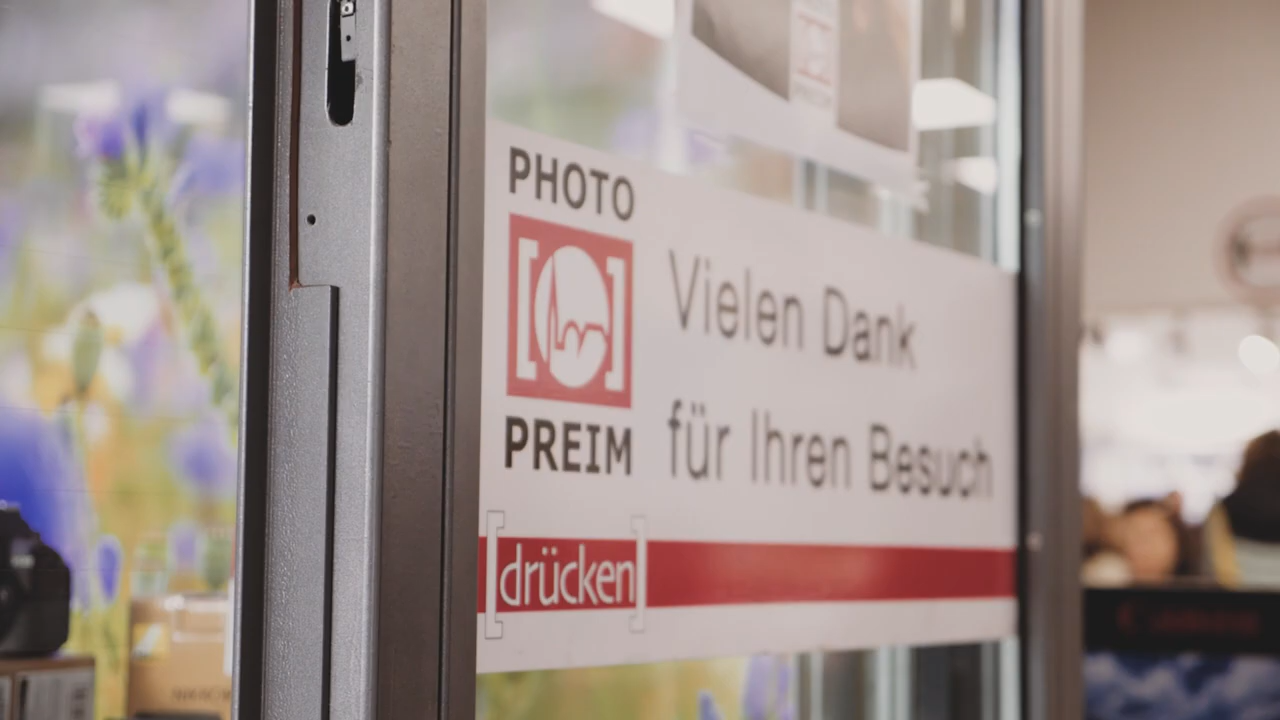 PHOTO
PREIM
Vielen Dank
für Ihren Besuch
[drücken]